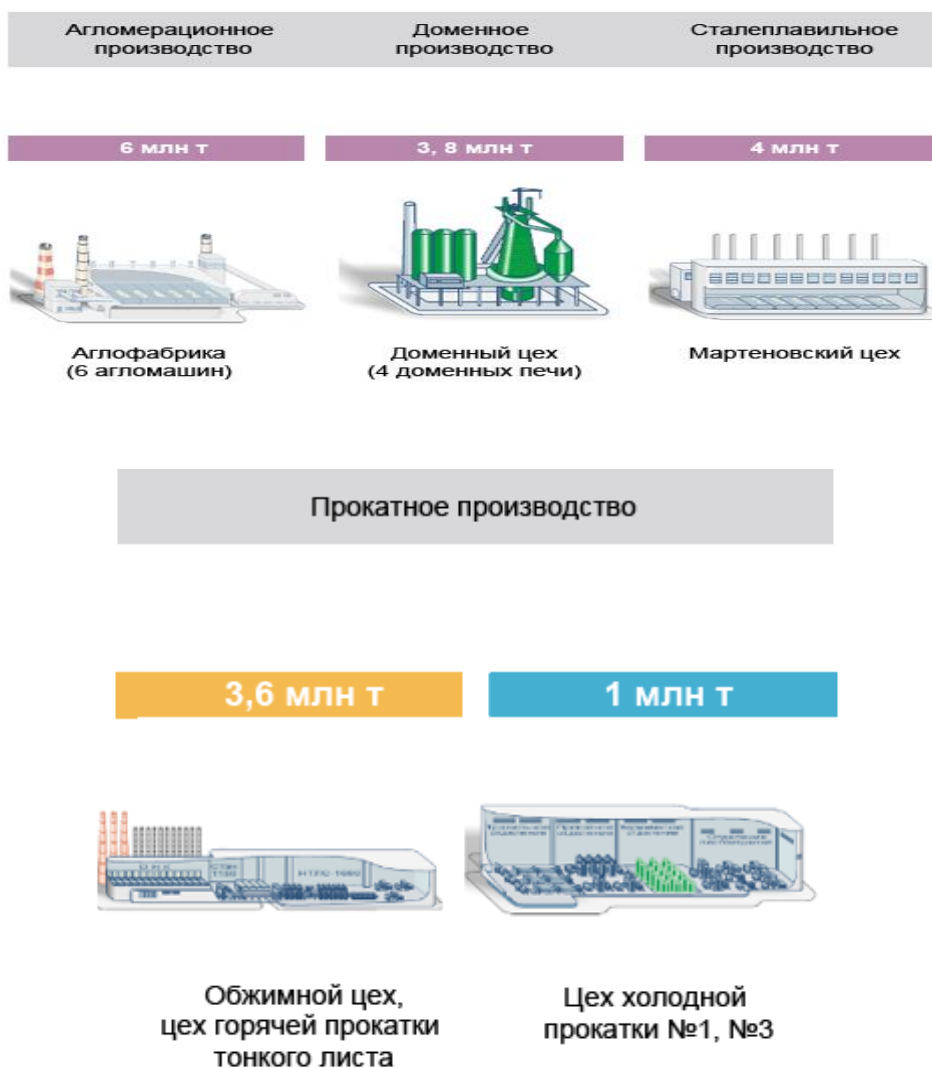 Агломерационное
производство
Доменное
производство
Сталеплавильное
производство
6 млн т
3, 8 млн т
4 млн т
Аглофабрика
(6 агломашин)
Доменный цех
(4 доменных печи)
Мартеновский цех
Прокатное производство
3,6 млн т
1 млн т
Обжимной цех,
цех горячей прокатки
тонкого листа
Цех холодной
прокатки №1, №3